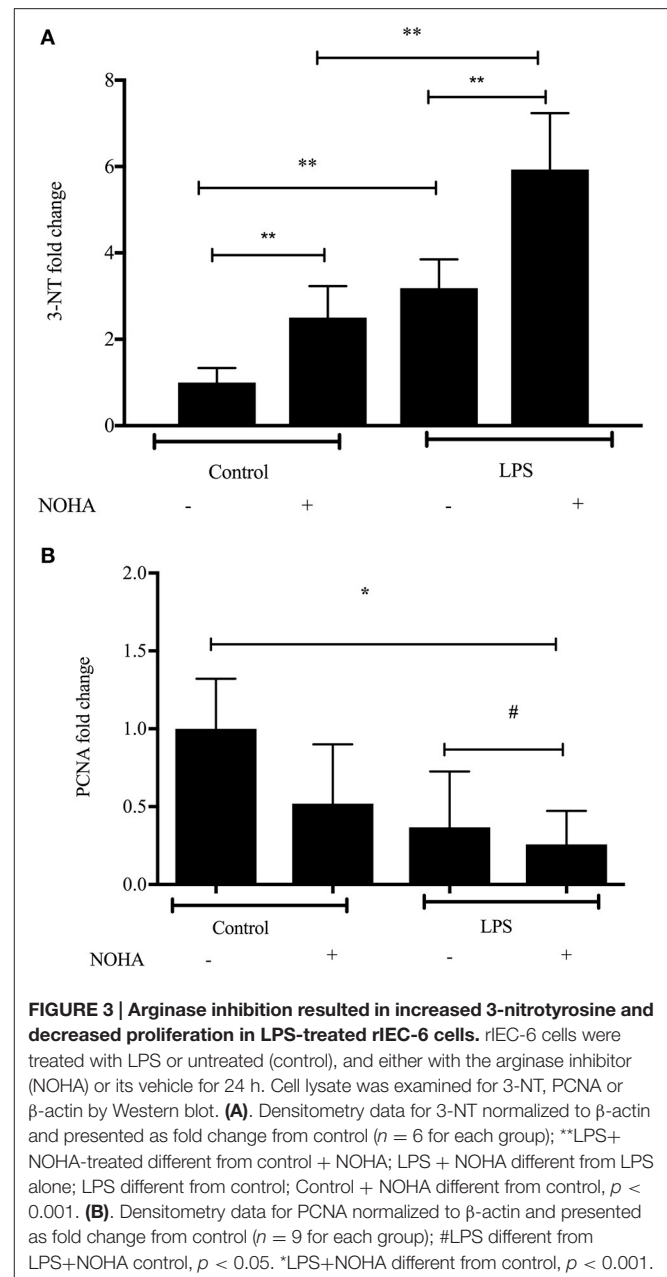 A
**
8
**
6
**
4
**
2
0
3-NT fold change
Control LPS
NOHA - + - +
B
2.0
*
1.5
#
1.0
0.5
0.0
PCNA fold change
Control LPS
NOHA - + - +
FIGURE 3 | Arginase inhibition resulted in increased 3-nitrotyrosine and
decreased proliferation in LPS-treated rIEC-6 cells. rIEC-6 cells were
treated with LPS or untreated (control), and either with the arginase inhibitor
(NOHA) or its vehicle for 24 h. Cell lysate was examined for 3-NT, PCNA or
β-actin by Western blot. (A). Densitometry data for 3-NT normalized to β-actin
and presented as fold change from control (n = 6 for each group); **LPS+
NOHA-treated different from control + NOHA; LPS + NOHA different from LPS
alone; LPS different from control; Control + NOHA different from control, p <
0.001. (B). Densitometry data for PCNA normalized to β-actin and presented
as fold change from control (n = 9 for each group); #LPS different from
LPS+NOHA control, p < 0.05. *LPS+NOHA different from control, p < 0.001.